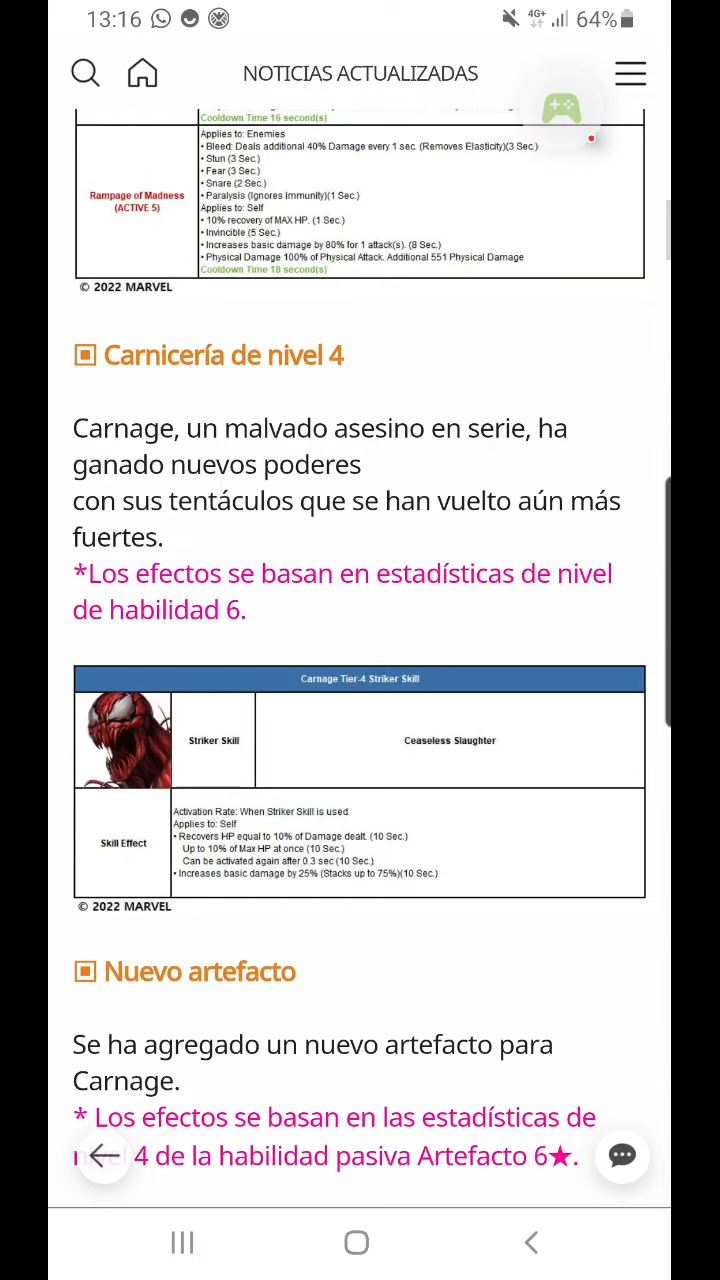 13:16 4G+ 64%
NOTICIAS ACTUALIZADAS
Cooldown Time 16 second(s)
Rampage of Madness
(ACTIVE 5)
Applies to: Enemies
• Bleed: Deals additional 40% Damage every 1 sec. (Removes Elasticity)(3 Sec.)
• Stun (3 Sec.)
• Fear (3 Sec.)
• Snare (2 Sec.)
• Paralysis (Ignores immunity)(1 Sec.)
Applies to: Self
• 10% recovery of MAX HP. (1 Sec.)
• Invincible (5 Sec.)
• Increases basic damage by 80% for 1 attack(s). (8 Sec.)
• Physical Damage 100% of Physical Attack. Additional 551 Physical Damage
Cooldown Time 18 second(s)
© 2022 MARVEL
Carnicería de nivel 4
Carnage, un malvado asesino en serie, ha
ganado nuevos poderes
con sus tentáculos que se han vuelto aún más
fuertes.
*Los efectos se basan en estadísticas de nivel
de habilidad 6.
Carnage Tier-4 Striker Skill
Striker Skill
Ceaseless Slaughter
Skill Effect
Activation Rate: When Striker Skill is used
Applies to: Self
• Recovers HP equal to 10% of Damage dealt. (10 Sec.)
Up to 10% of Max HP at once (10 Sec.)
Can be activated again after 0.3 sec (10 Sec.)
• Increases basic damage by 25% (Stacks up to 75%)(10 Sec.)
© 2022 MARVEL
Nuevo artefacto
Se ha agregado un nuevo artefacto para
Carnage.
* Los efectos se basan en las estadísticas de
nivel 4 de la habilidad pasiva Artefacto 6★.